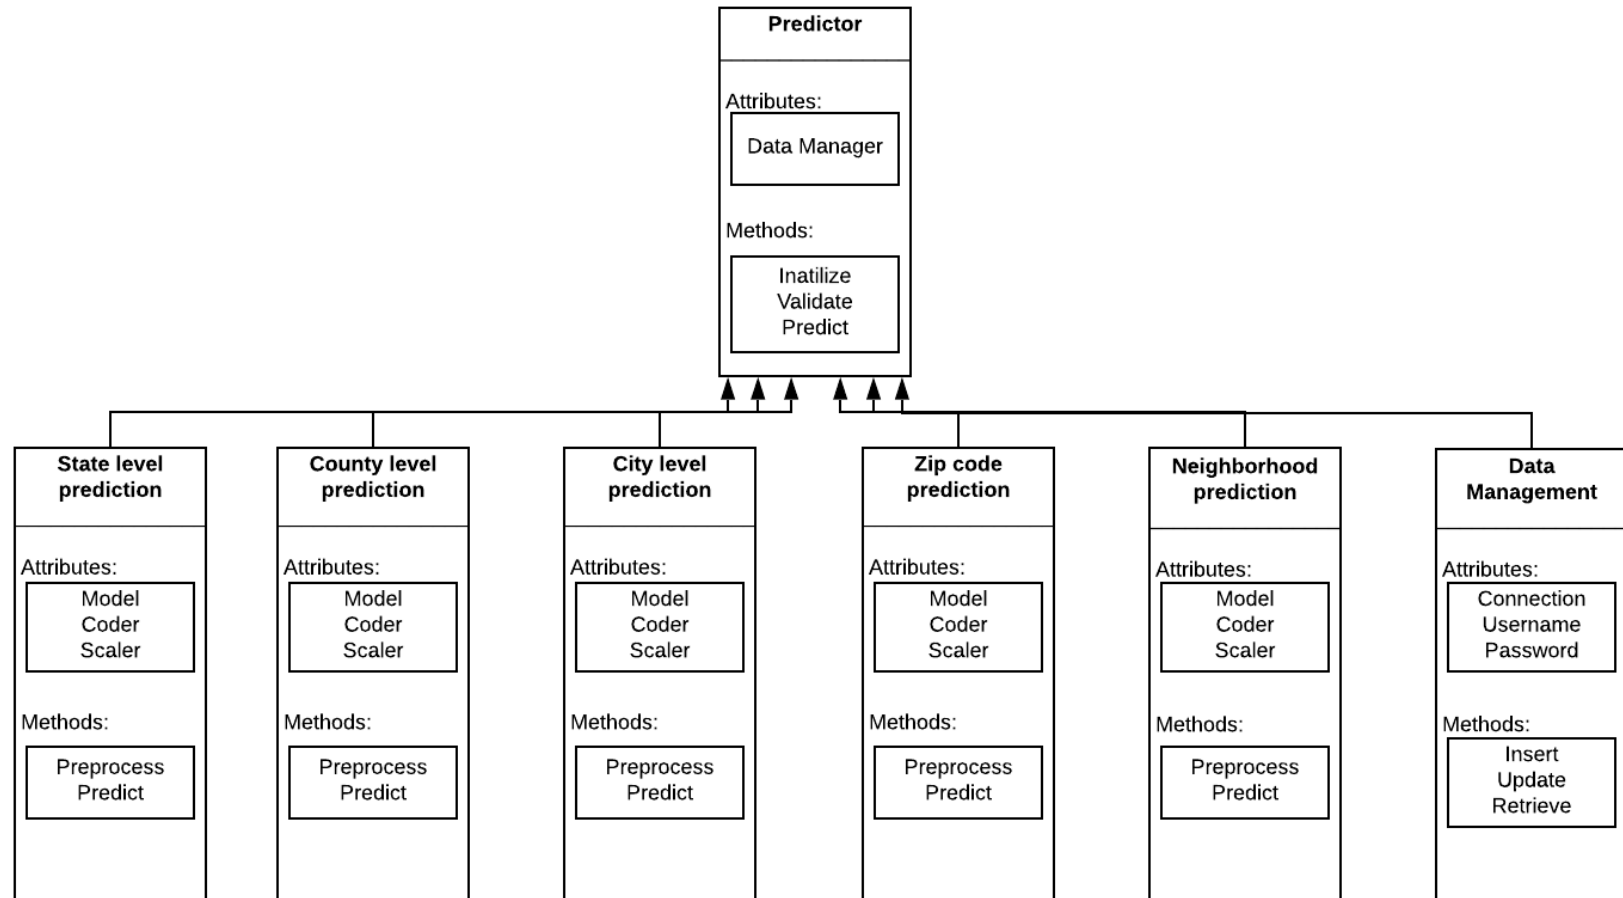 Predictor
Attributes:
Data Manager
Methods:
Inatilize
Validate
Predict
State level
prediction
Attributes:
Model
Coder
Scaler
Methods:
Preprocess
Predict
County level
prediction
Attributes:
Model
Coder
Scaler
Methods:
Preprocess
Predict
City level
prediction
Attributes:
Model
Coder
Scaler
Methods:
Preprocess
Predict
Zip code
prediction
Attributes:
Model
Coder
Scaler
Methods:
Preprocess
Predict
Neighborhood
prediction
Attributes:
Model
Coder
Scaler
Methods:
Preprocess
Predict
Data
Management
Attributes:
Connection
Username
Password
Methods:
Insert
Update
Retrieve